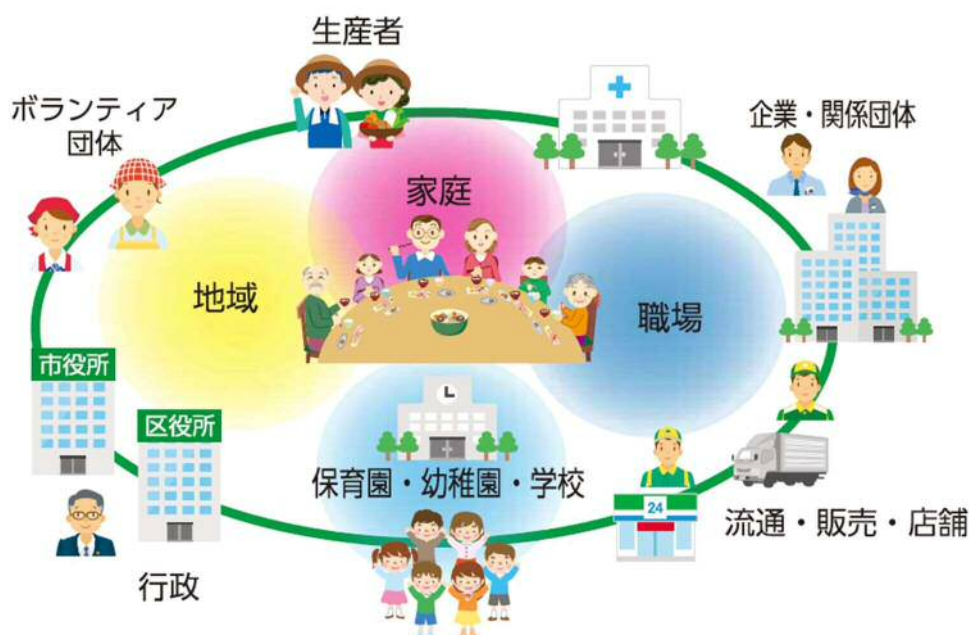 生産者
ボランティア
団体
企業・関係団体
家庭
地域
職場
市役所
区役所
保育園・幼稚園・学校
24
流通・販売・店舗
行政